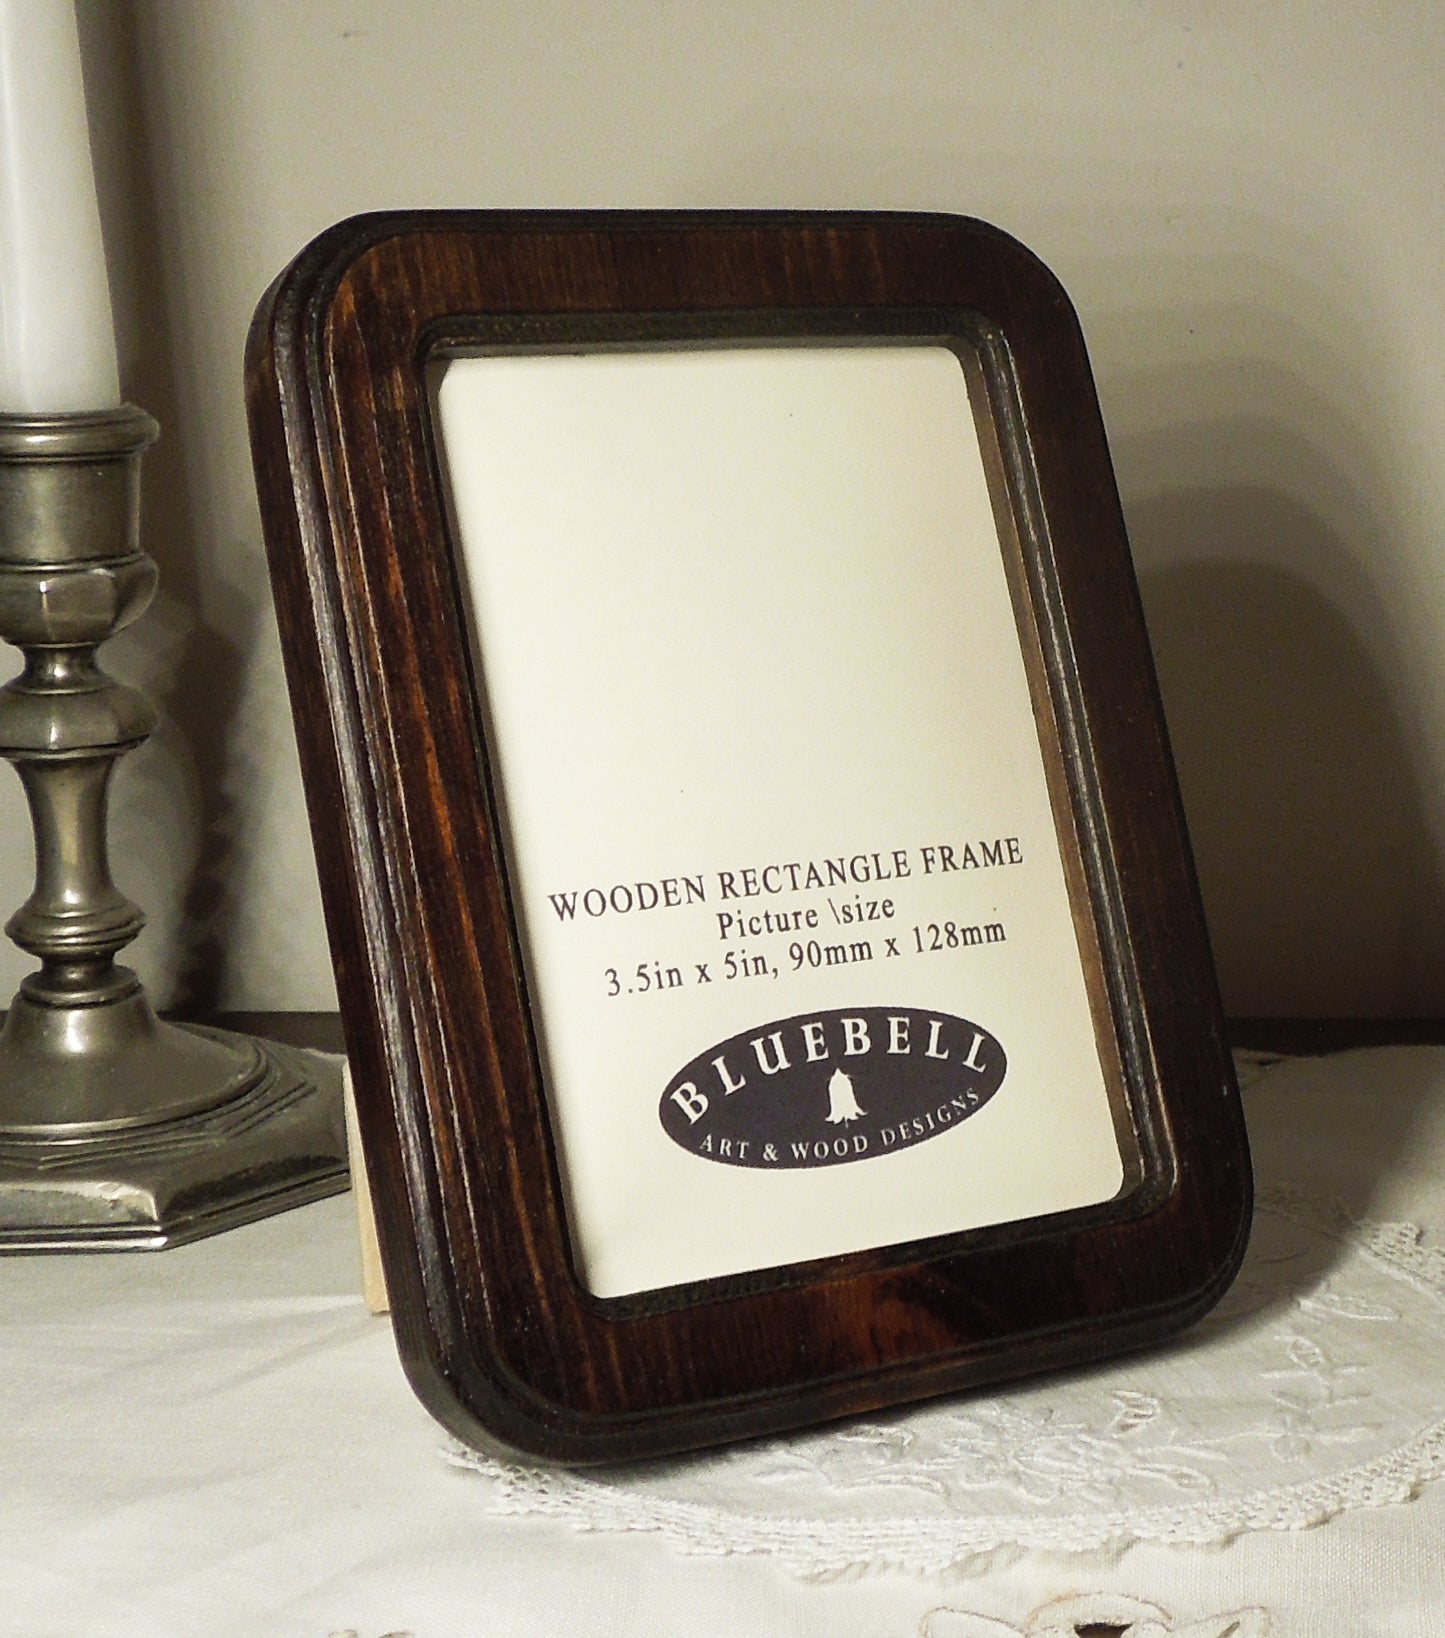 WOODEN RECTANGLE FRAME
Picture \size
3.5in x 5in, 90mm x 128mm
BLUEBELL
ART & WOOD DESIGNS